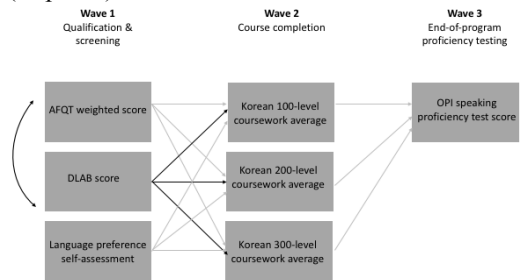 Wave 1
Qualification &
screening
Wave 2
Course completion
Wave 3
End-of-program
proficiency testing
AFQT weighted score
DLAB score
Language preference
self-assessment
Korean 100-level
coursework average
Korean 200-level
coursework average
Korean 300-level
coursework average
OPI speaking
proficiency test score